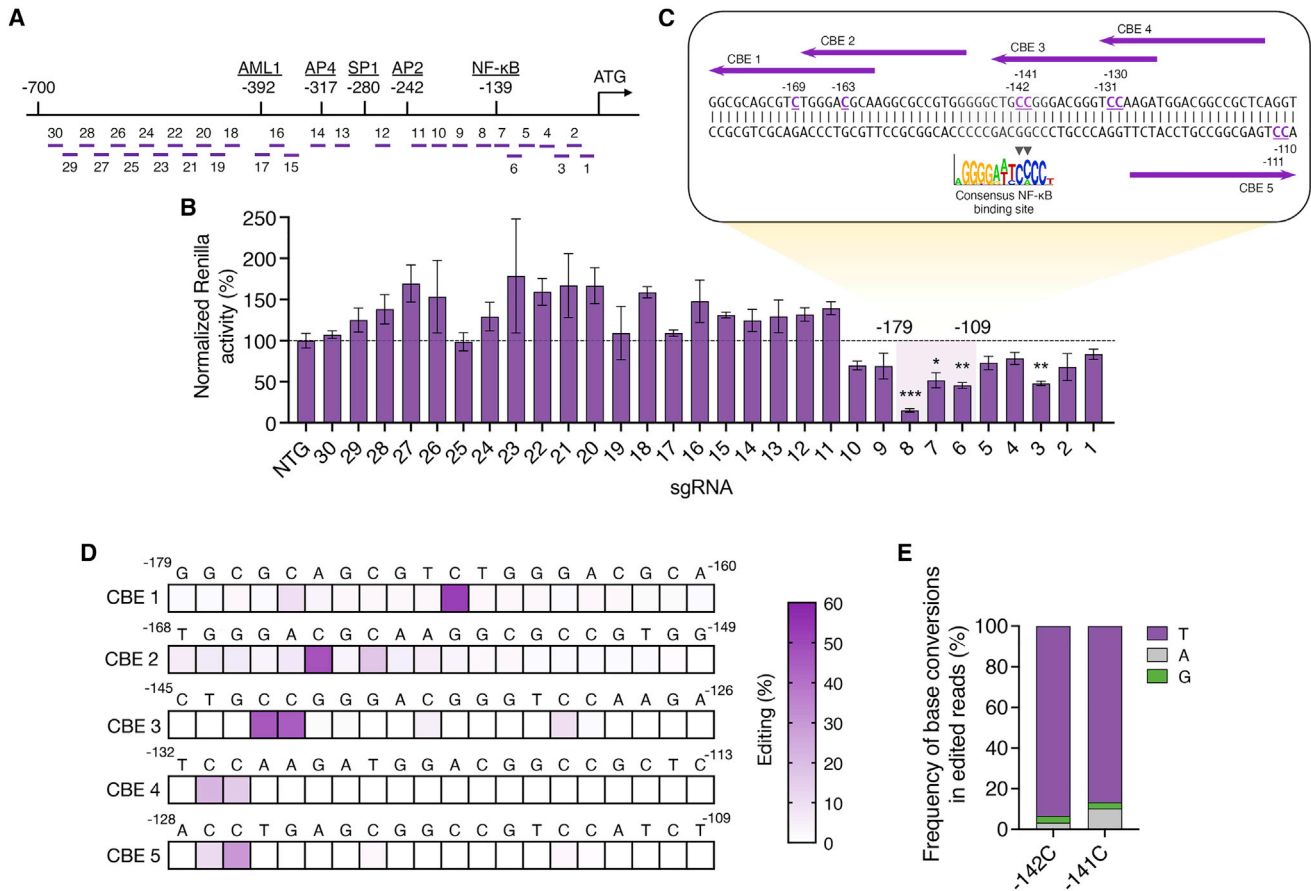 A
AML1 AP4 SP1 AP2 NF-κB
-700 -392 -317 -280 -242 -139 ATG
30 28 26 24 22 20 18 16 14 13 12 11 10 9 8 7 5 4 2
29 27 25 23 21 19 17 15 6 3 1
B
Normalized Renilla
activity (%)
250
200
150
100
50
0
-179 -109
*** * ** **
NTG 30 29 28 27 26 25 24 23 22 21 20 19 18 17 16 15 14 13 12 11 10 9 8 7 6 5 4 3 2 1
sgRNA
C
CBE 4
CBE 2
CBE 3
CBE 1
-169 -163 -141 -130
-142 -131
GGCGCAGCGTCTGGGACGCAAGGCGCCGTGGGGGCTGCCGGGACGGGTCCAAGATGGACGGCCGCTCAGGT
CCGCGTCGCAGACCCTGCGTTCCGCGGCACCCCCGACGGCCCTGCCCAGGTTCTACCTGCCGGCGAGTCCA
-110
-111
CBE 5
Consensus NF-κB
binding site
D
-179 G G C G C A G C G T C T G G G A C G C A -160
CBE 1
-168 T G G G A C G C A A G G C G C C G T G G -149
CBE 2
-145 C T G C C G G G A C G G G T C C A A G A -126
CBE 3
-132 T C C A A G A T G G A C G G C C G C T C -113
CBE 4
-128 A C C T G A G C G G C C G T C C A T C T -109
CBE 5
Editing (%)
60
50
40
30
20
10
0
E
Frequency of base conversions
in edited reads (%)
100
80
60
40
20
0
T
A
G
-142C -141C